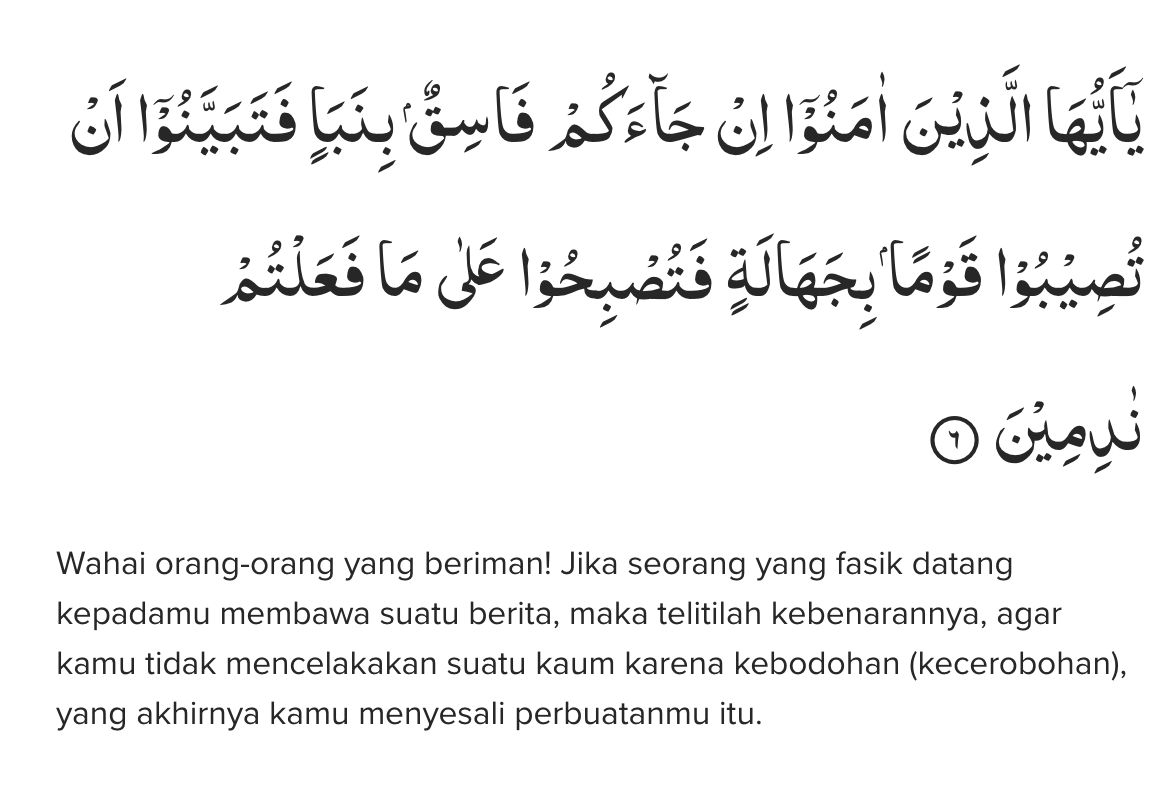 يٰٓاَيُّهَا الَّذِيْنَ اٰمَنُوْٓا اِنْ جَاۤءَكُمْ فَاسِقٌۢ بِنَبَاٍ فَتَبَيَّنُوْٓا اَنْ
تُصِيْبُوْا قَوْمًاۢ بِجَهَالَةٍ فَتُصْبِحُوْا عَلٰى مَا فَعَلْتُمْ
نٰدِمِيْنَ ٦
Wahai orang-orang yang beriman! Jika seorang yang fasik datang
kepadamu membawa suatu berita, maka telitilah kebenarannya, agar
kamu tidak mencelakakan suatu kaum karena kebodohan (kecerobohan),
yang akhirnya kamu menyesali perbuatanmu itu.